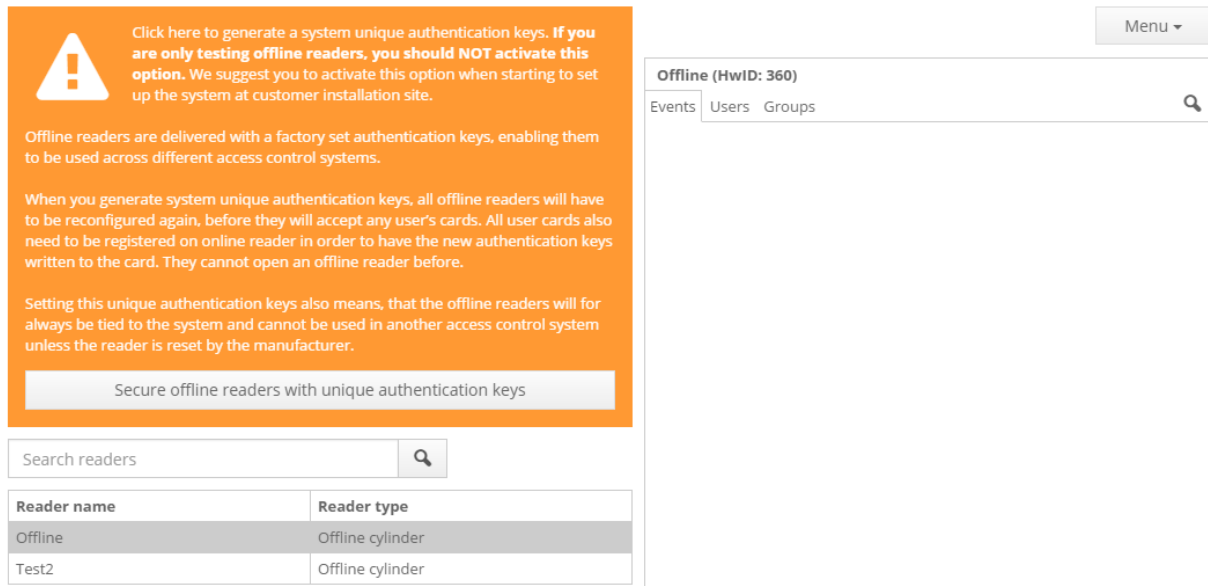 Click here to generate a system unique authentication keys. If you
are only testing offline readers, you should NOT activate this
option. We suggest you to activate this option when starting to set
up the system at customer installation site.
Offline readers are delivered with a factory set authentication keys, enabling them
to be used across different access control systems.
When you generate system unique authentication keys, all offline readers will have
to be reconfigured again, before they will accept any user's cards. All user cards also
need to be registered on online reader in order to have the new authentication keys
written to the card. They cannot open an offline reader before.
Setting this unique authentication keys also means, that the offline readers will for
always be tied to the system and cannot be used in another access control system
unless the reader is reset by the manufacturer.
Secure offline readers with unique authentication keys
Search readers
Reader name Reader type
Offline Offline cylinder
Test2 Offline cylinder
Menu
Offline (HwID: 360)
Events Users Groups